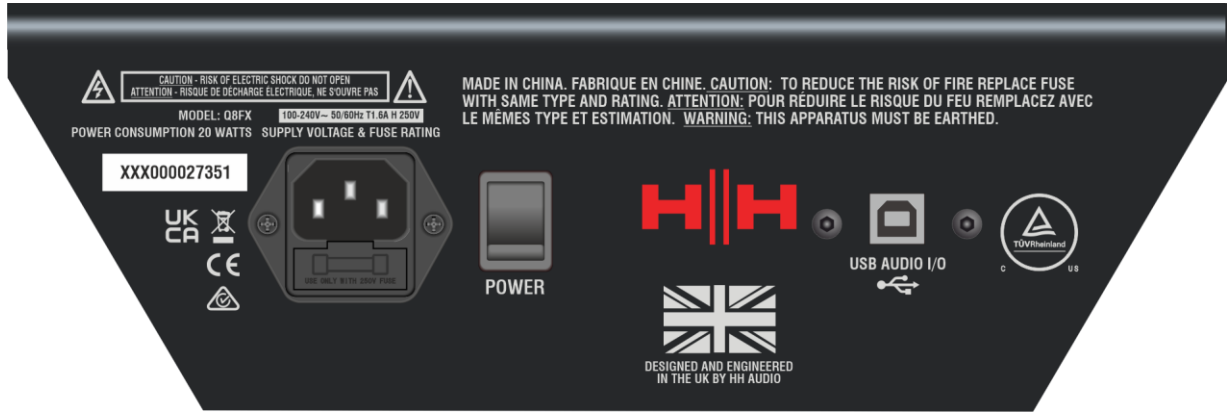 CAUTION - RISK OF ELECTRIC SHOCK DO NOT OPEN
ATTENTION - RISQUE DE DÉCHARGE ÉLECTRIQUE, NE S'OUVRE PAS
MODEL: Q8FX
100-240V~ 50/60Hz T1.6A H 250V
POWER CONSUMPTION 20 WATTS
SUPPLY VOLTAGE & FUSE RATING
MADE IN CHINA. FABRIQUE EN CHINE. CAUTION: TO REDUCE THE RISK OF FIRE REPLACE FUSE
WITH SAME TYPE AND RATING. ATTENTION: POUR RÉDUIRE LE RISQUE DU FEU REMPLACEZ AVEC
LE MÊMES TYPE ET ESTIMATION. WARNING: THIS APPARATUS MUST BE EARTHED.
XXX000027351
UK
CA
CE
USE ONLY WITH 250V FUSE
POWER
HH
USB AUDIO I/O
TÜVRheinland
C US
DESIGNED AND ENGINEERED
IN THE UK BY HH AUDIO